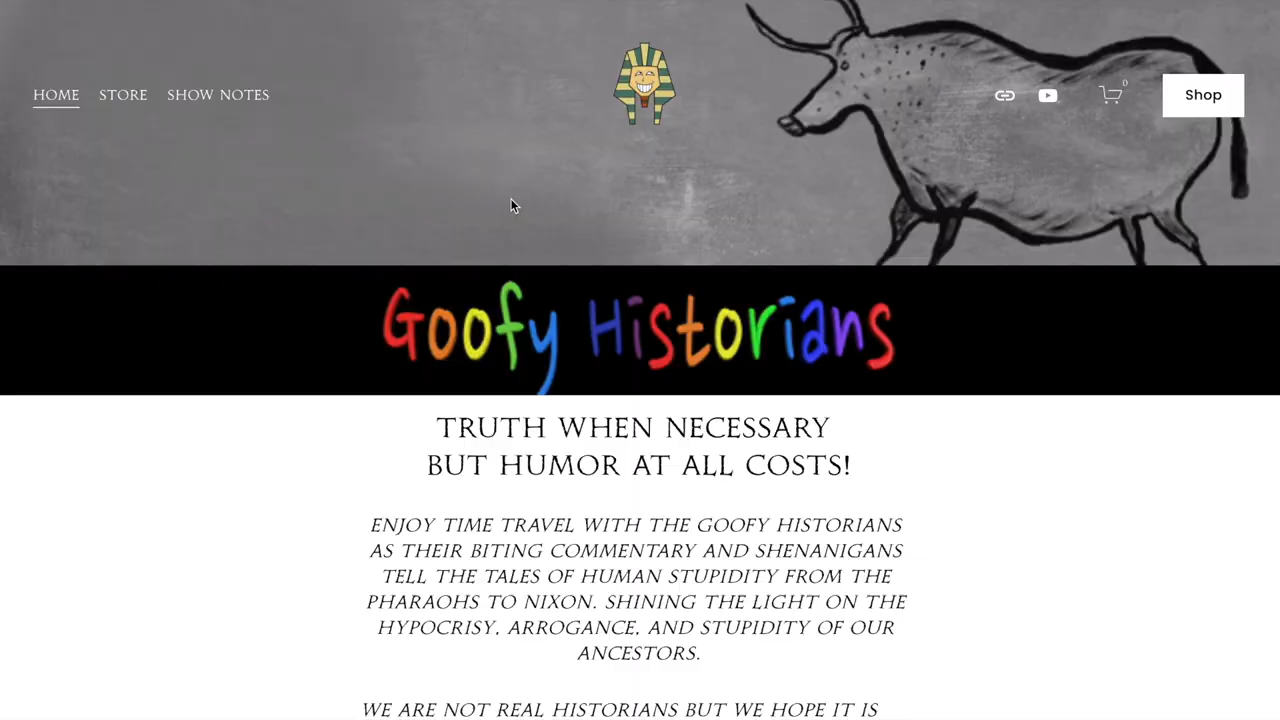 HOME STORE SHOW NOTES 0 Shop
Goofy Historians
TRUTH WHEN NECESSARY
BUT HUMOR AT ALL COSTS!
ENJOY TIME TRAVEL WITH THE GOOFY HISTORIANS
AS THEIR BITING COMMENTARY AND SHENANIGANS
TELL THE TALES OF HUMAN STUPIDITY FROM THE
PHARAOHS TO NIXON. SHINING THE LIGHT ON THE
HYPOCRISY, ARROGANCE, AND STUPIDITY OF OUR
ANCESTORS.
WE ARE NOT REAL HISTORIANS BUT WE HOPE IT IS